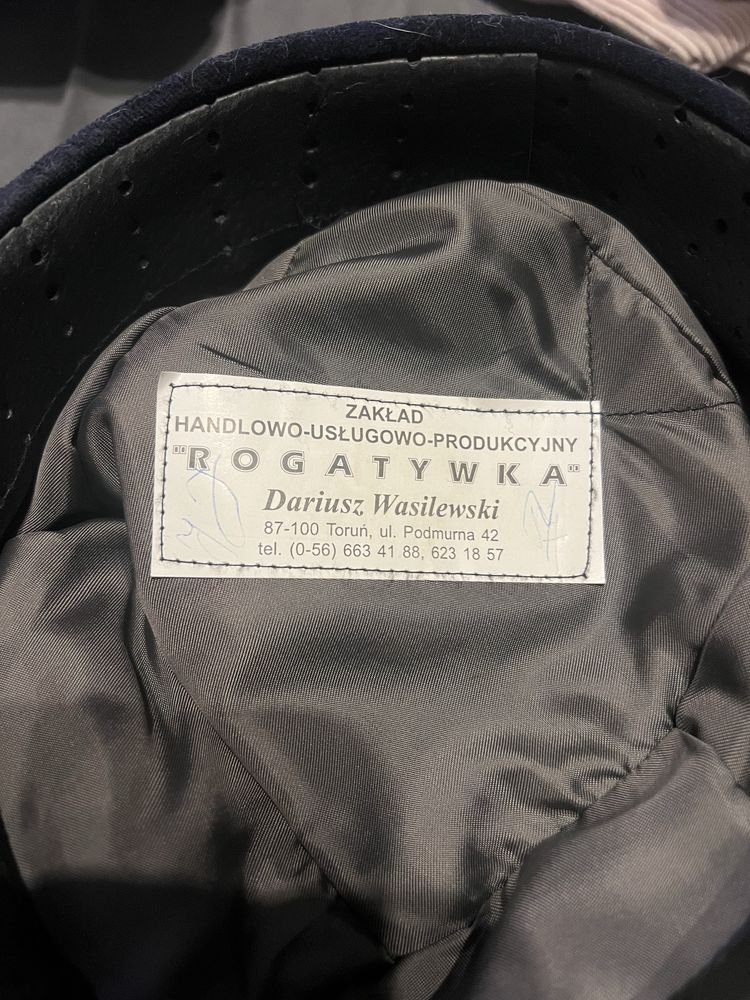 ZAKŁAD
HANDLOWO-USŁUGOWO-PRODUKCYJNY
"ROGATYWKA"
Dariusz Wasilewski
87-100 Toruń, ul. Podmurna 42
tel. (0-56) 663 41 88, 623 18 57